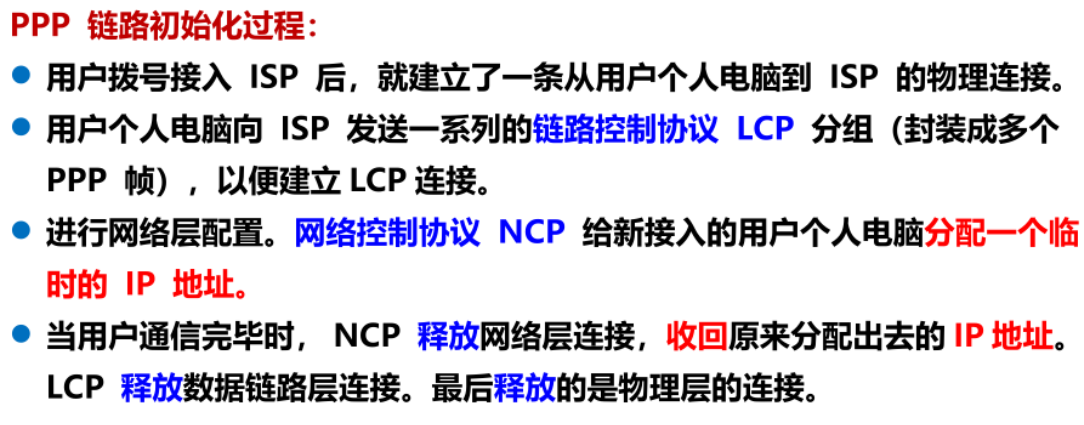 PPP 链路初始化过程：
● 用户拨号接入 ISP 后，就建立了一条从用户个人电脑到 ISP 的物理连接。
● 用户个人电脑向 ISP 发送一系列的链路控制协议 LCP 分组（封装成多个
PPP 帧），以便建立 LCP 连接。
● 进行网络层配置。网络控制协议 NCP 给新接入的用户个人电脑分配一个临
时的 IP 地址。
● 当用户通信完毕时， NCP 释放网络层连接，收回原来分配出去的 IP 地址。
LCP 释放数据链路层连接。最后释放的是物理层的连接。